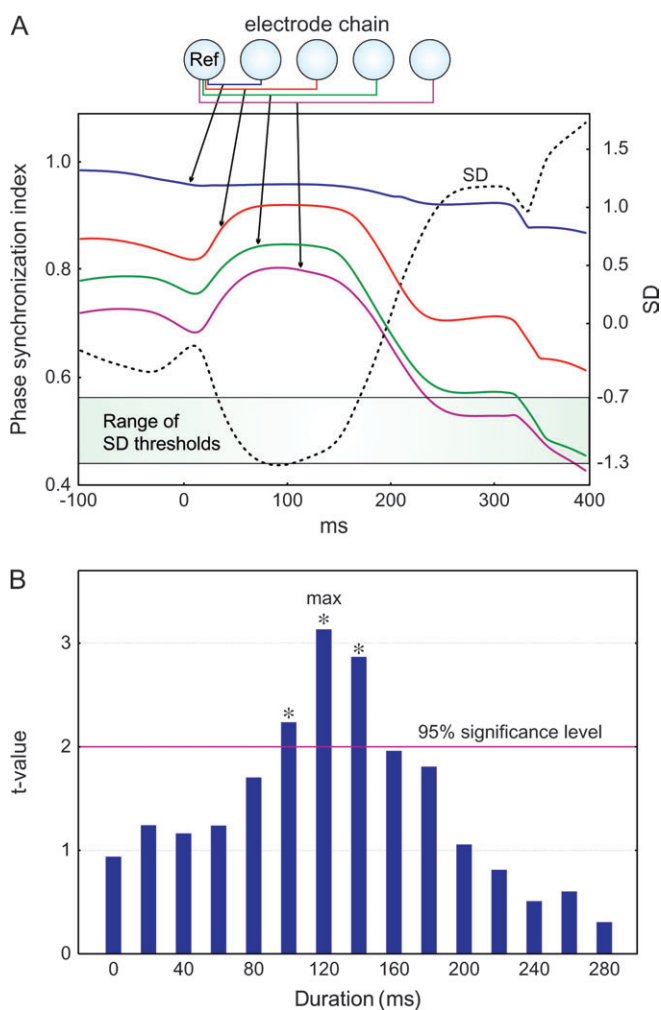 A
electrode chain
Ref
Phase synchronization index
1.0
0.8
0.6
0.4
SD
1.5
1.0
0.5
0.0
-0.7
-1.3
SD
Range of
SD thresholds
-100 0 100 200 300 400
ms
B
t-value
3
2
1
0
max
*
*
*
95% significance level
0 40 80 120 160 200 240 280
Duration (ms)